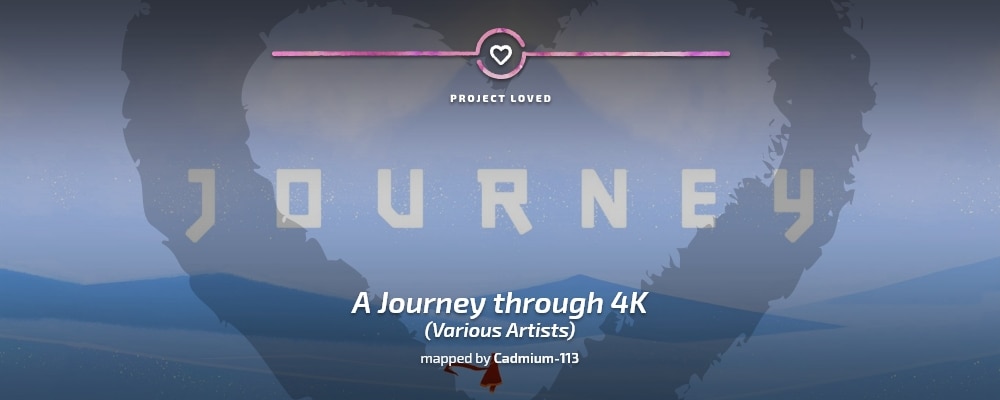 PROJECT LOVED
JOURNEY
A Journey through 4K
(Various Artists)
mapped by Cadmium-113